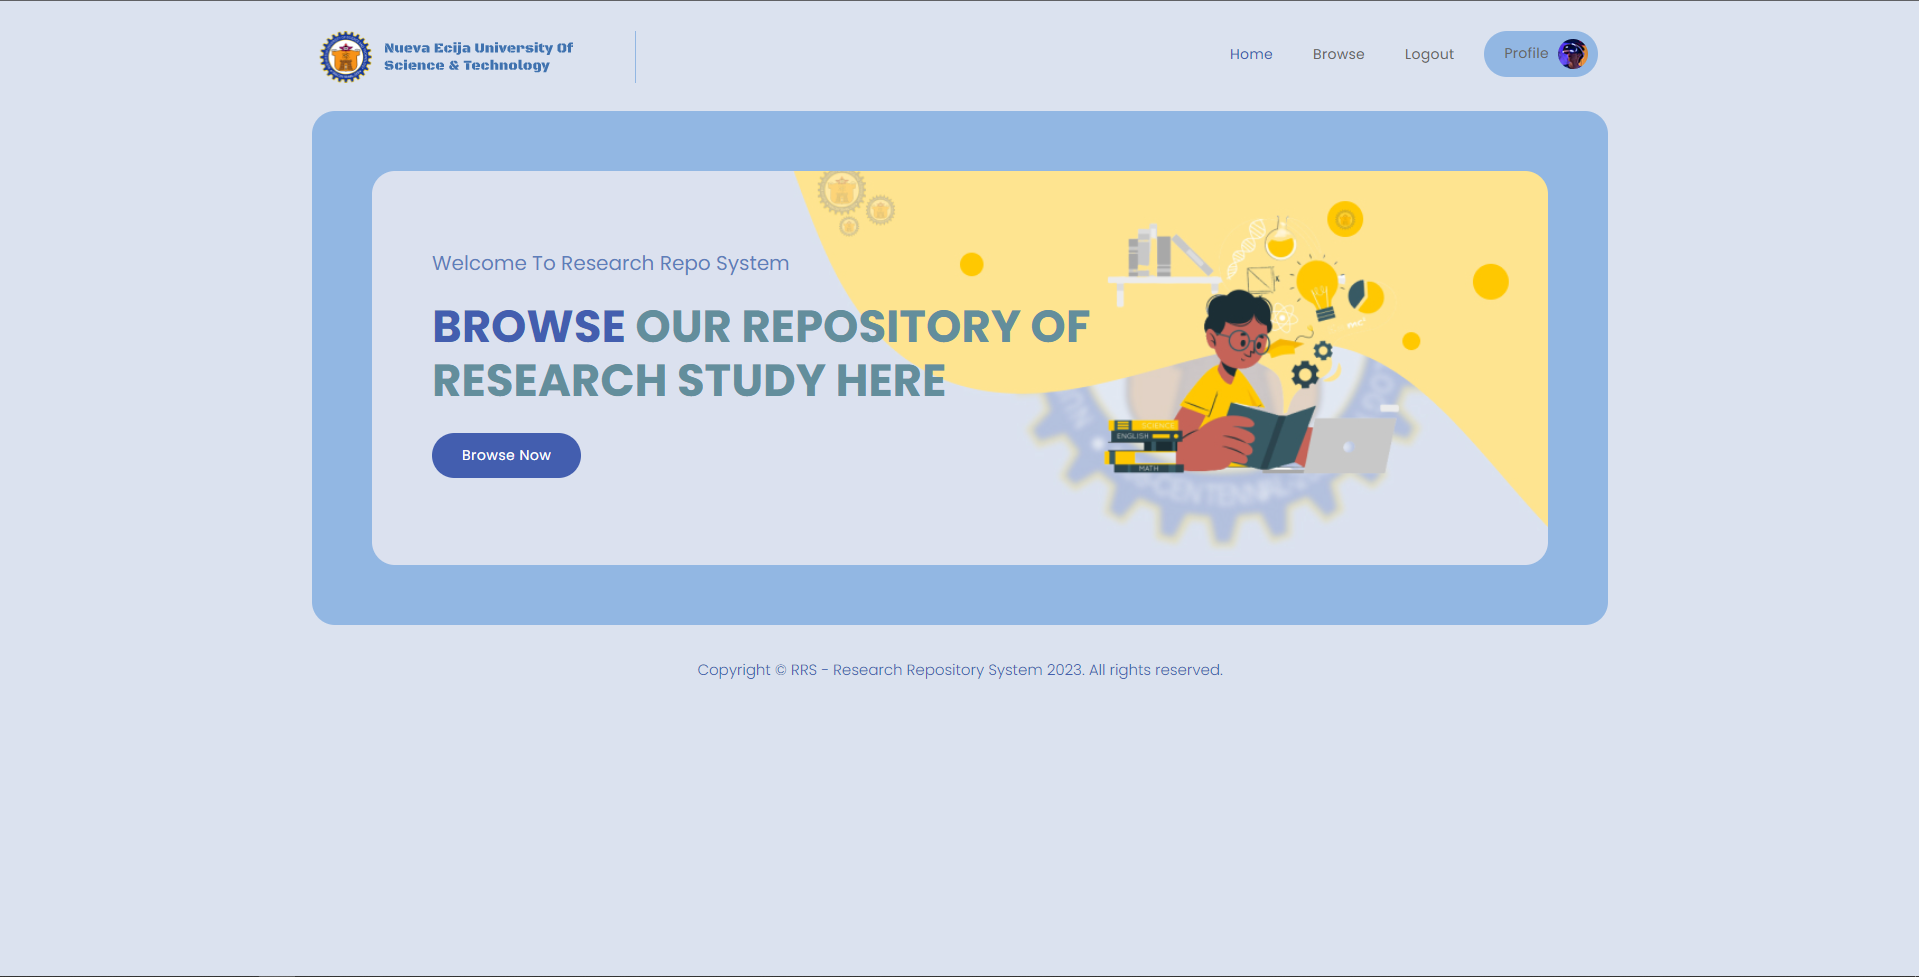 Nueva Ecija University Of
Science & Technology
Home
Browse
Logout
Profile
Welcome To Research Repo System
BROWSE OUR REPOSITORY OF
RESEARCH STUDY HERE
Browse Now
SCIENCE
ENGLISH
MATH
Copyright © RRS - Research Repository System 2023. All rights reserved.